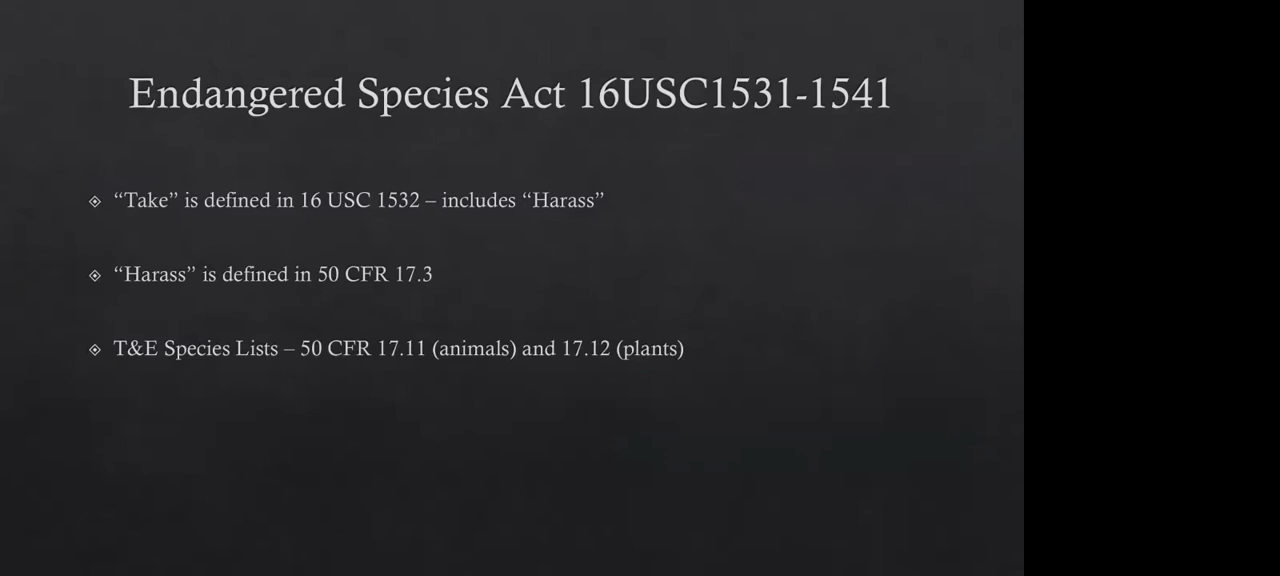 Endangered Species Act 16USC1531-1541
“Take” is defined in 16 USC 1532 – includes “Harass”
“Harass” is defined in 50 CFR 17.3
T&E Species Lists – 50 CFR 17.11 (animals) and 17.12 (plants)